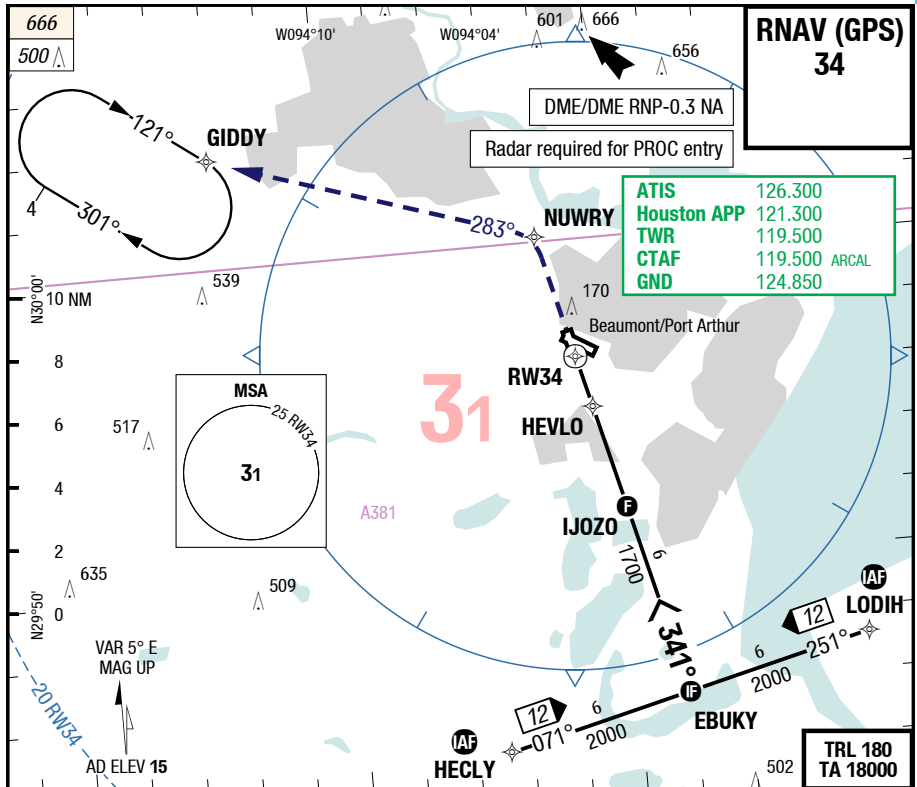 666
500
W094°10'
W094°04'
601
666
656
RNAV (GPS)
34
DME/DME RNP-0.3 NA
Radar required for PROC entry
121°
GIDDY
4
301°
283°
NUWRY
ATIS 126.300
Houston APP 121.300
TWR 119.500
CTAF 119.500 ARCAL
GND 124.850
N30°00'
10 NM
539
170
Beaumont/Port Arthur
8
RW34
MSA
25 RW34
31
31
6
HEVLO
517
4
A381
IJOZO
F
6
1700
2
635
509
0
N29°50'
IAF
LODIH
12
6
251°
2000
341°
VAR 5° E
MAG UP
IF
EBUKY
20 RW34
12
6
071°
2000
IAF
HECLY
AD ELEV 15
502
TRL 180
TA 18000